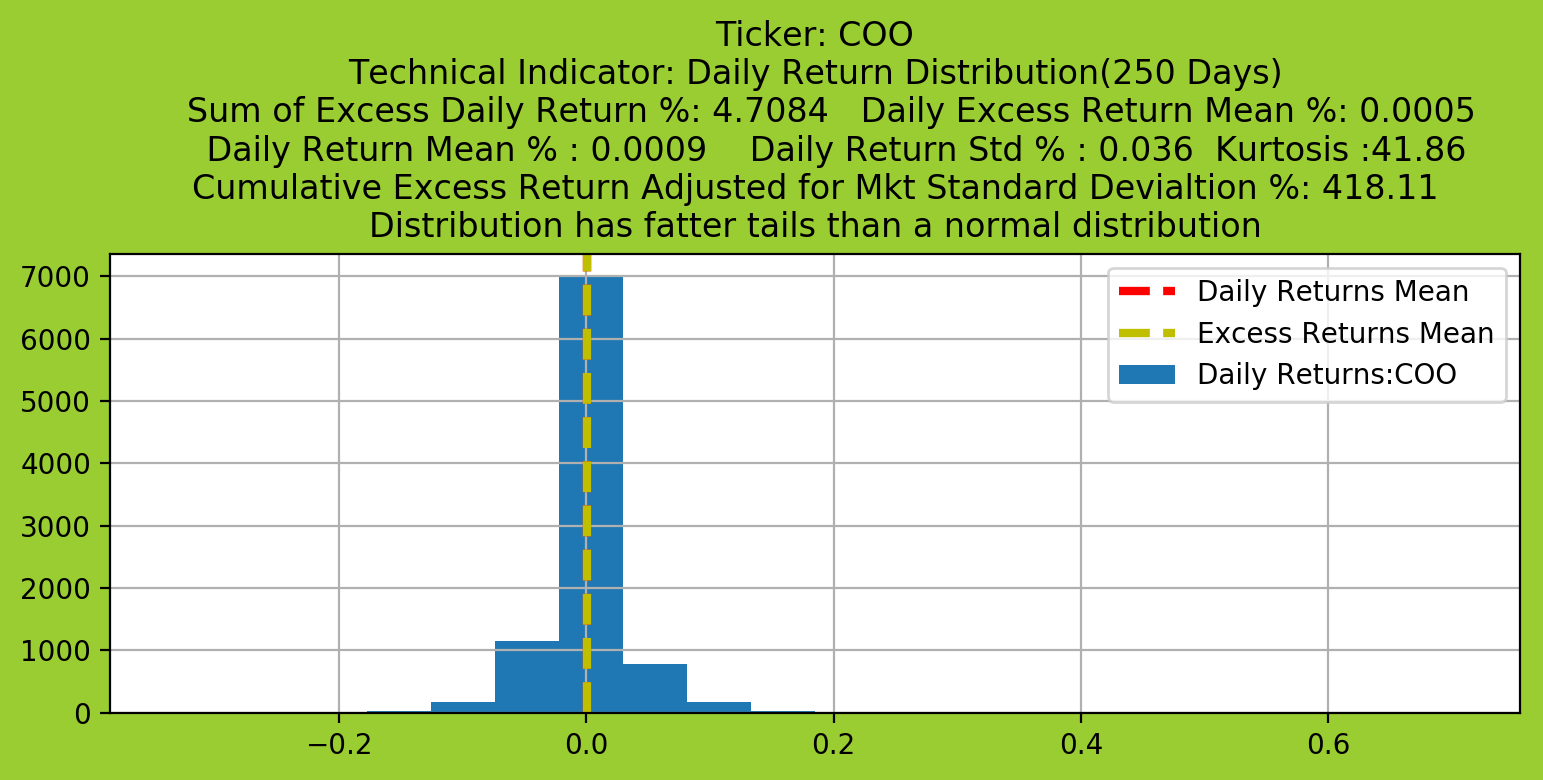 Ticker: COO
Technical Indicator: Daily Return Distribution(250 Days)
Sum of Excess Daily Return %: 4.7084   Daily Excess Return Mean %: 0.0005
Daily Return Mean % : 0.0009    Daily Return Std % : 0.036  Kurtosis :41.86
Cumulative Excess Return Adjusted for Mkt Standard Devialtion %: 418.11
Distribution has fatter tails than a normal distribution
7000
6000
5000
4000
3000
2000
1000
0
Daily Returns Mean
Excess Returns Mean
Daily Returns:COO
−0.2 0.0 0.2 0.4 0.6